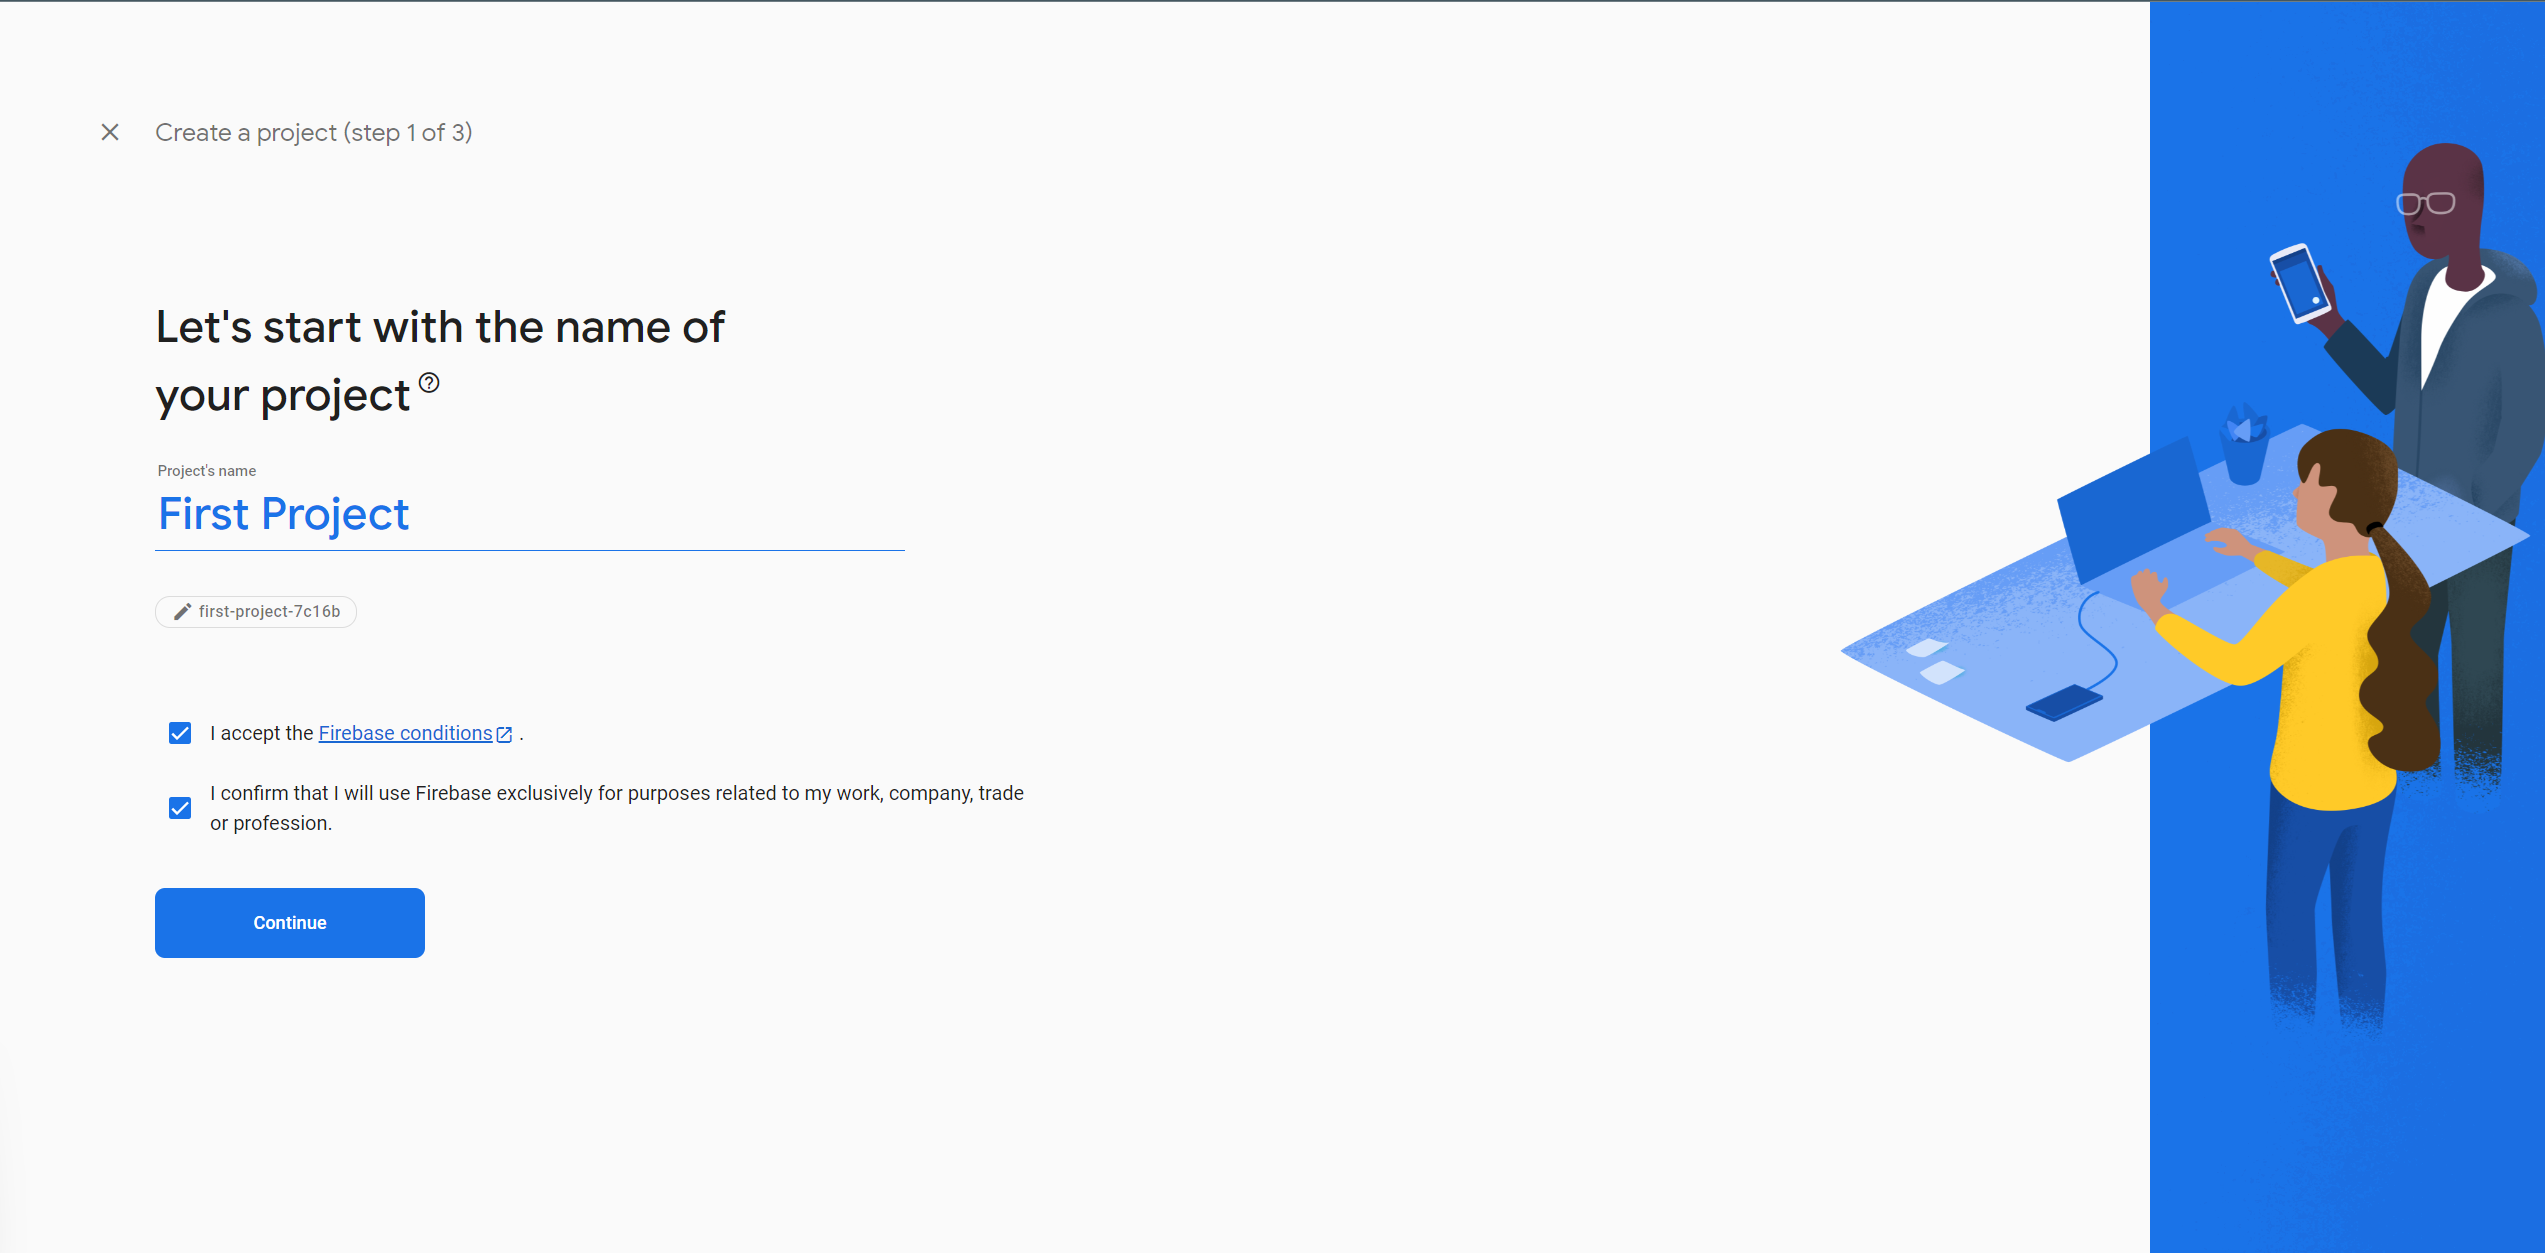 Create a project (step 1 of 3)
Let's start with the name of
your project
Project's name
First Project
first-project-7c16b
I accept the Firebase conditions .
I confirm that I will use Firebase exclusively for purposes related to my work, company, trade
or profession.
Continue